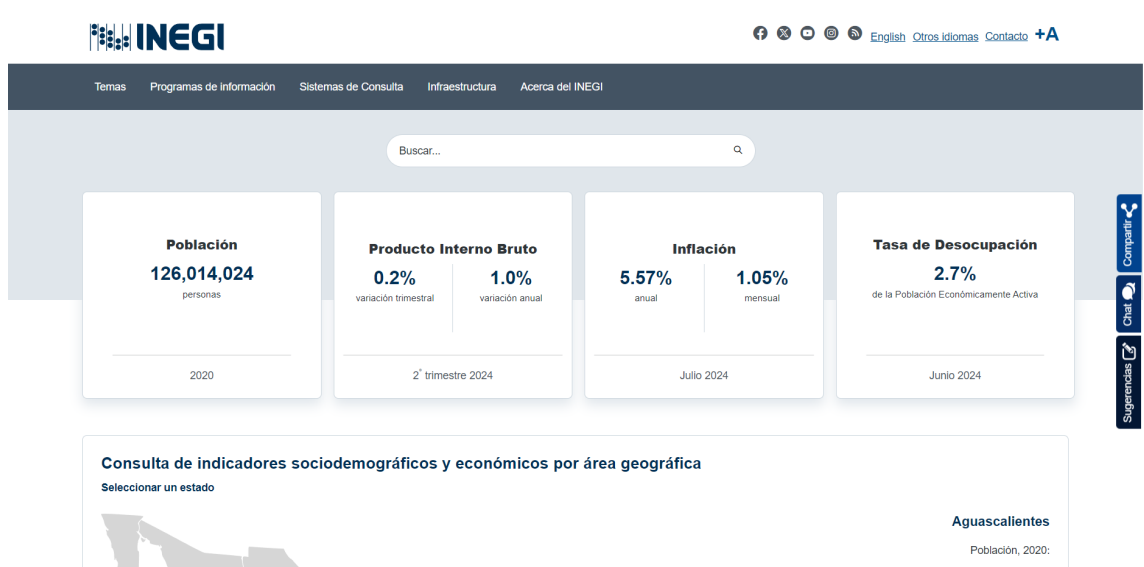 INEGI
English Otros idiomas Contacto +A
Temas Programas de información Sistemas de Consulta Infraestructura Acerca del INEGI
Buscar...
Población
126,014,024
personas
2020
Producto Interno Bruto
0.2% 1.0%
variación trimestral variación anual
2° trimestre 2024
Inflación
5.57% 1.05%
anual mensual
Julio 2024
Tasa de Desocupación
2.7%
de la Población Económicamente Activa
Junio 2024
Compartir
Chat
Sugerencias
Consulta de indicadores sociodemográficos y económicos por área geográfica
Seleccionar un estado
Aguascalientes
Población, 2020: